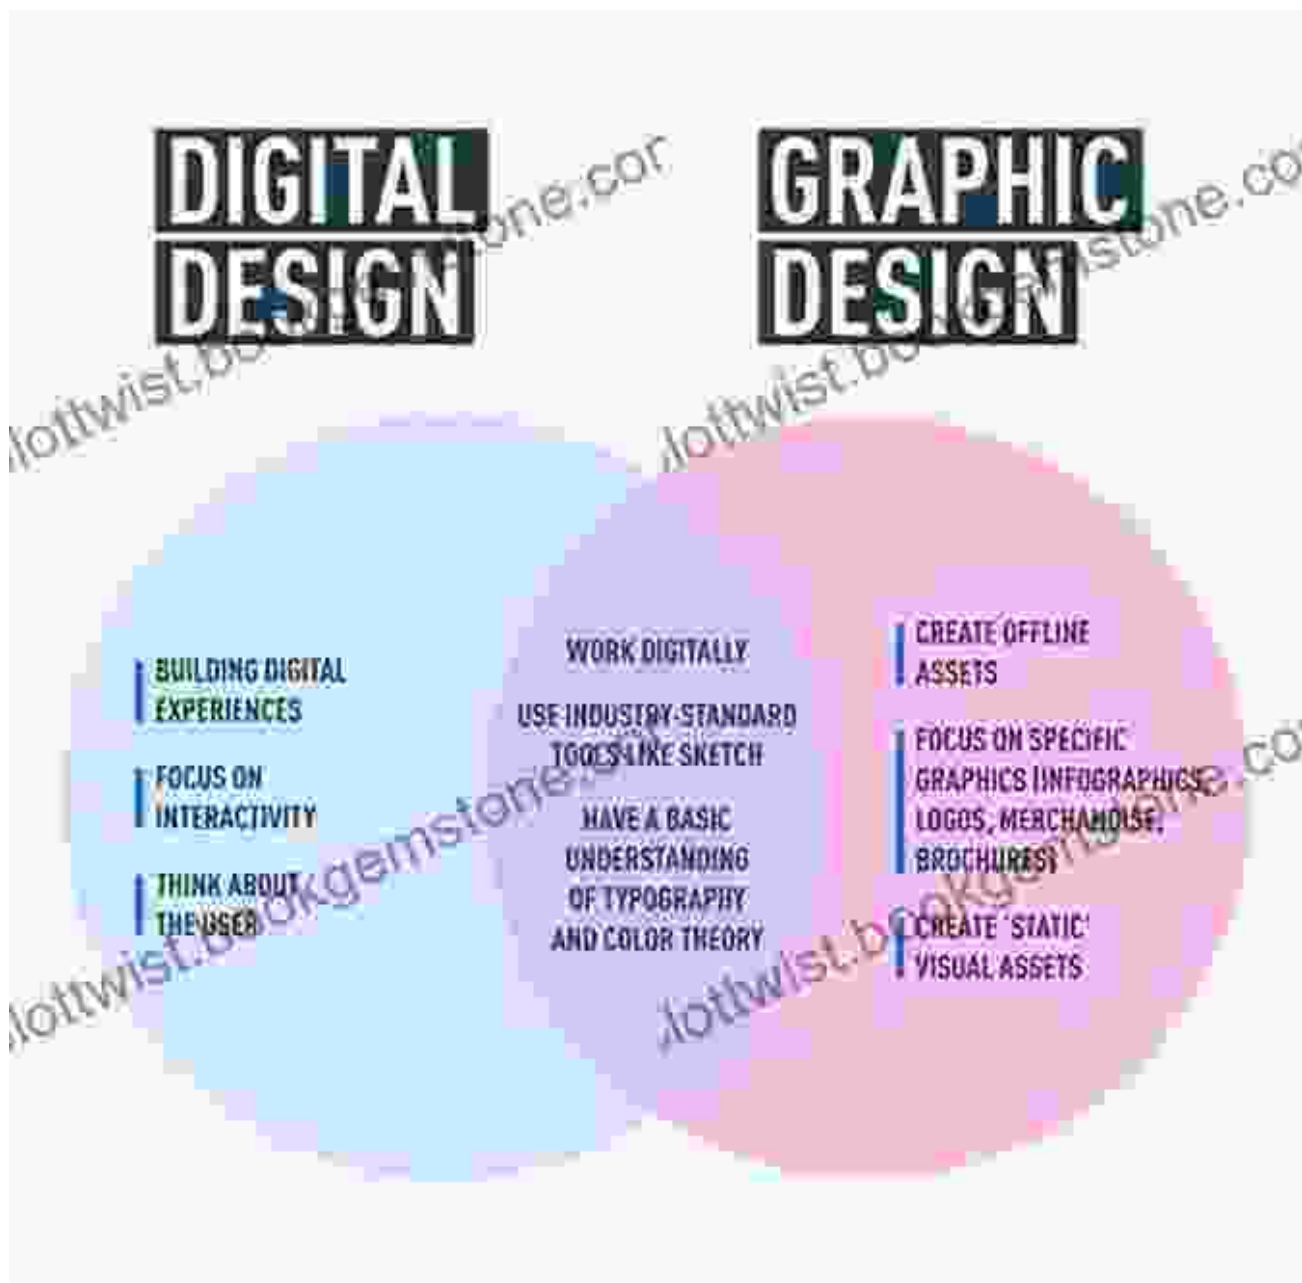 DIGITAL
DESIGN
GRAPHIC
DESIGN
BUILDING DIGITAL
EXPERIENCES
FOCUS ON
INTERACTIVITY
THINK ABOUT
THE USER
WORK DIGITALLY
USE INDUSTRY-STANDARD
TOOLS LIKE SKETCH
HAVE A BASIC
UNDERSTANDING
OF TYPOGRAPHY
AND COLOR THEORY
CREATE OFFLINE
ASSETS
FOCUS ON SPECIFIC
GRAPHICS (INFOGRAPHICS,
LOGOS, MERCHANDISE,
BROCHURES)
CREATE 'STATIC'
VISUAL ASSETS